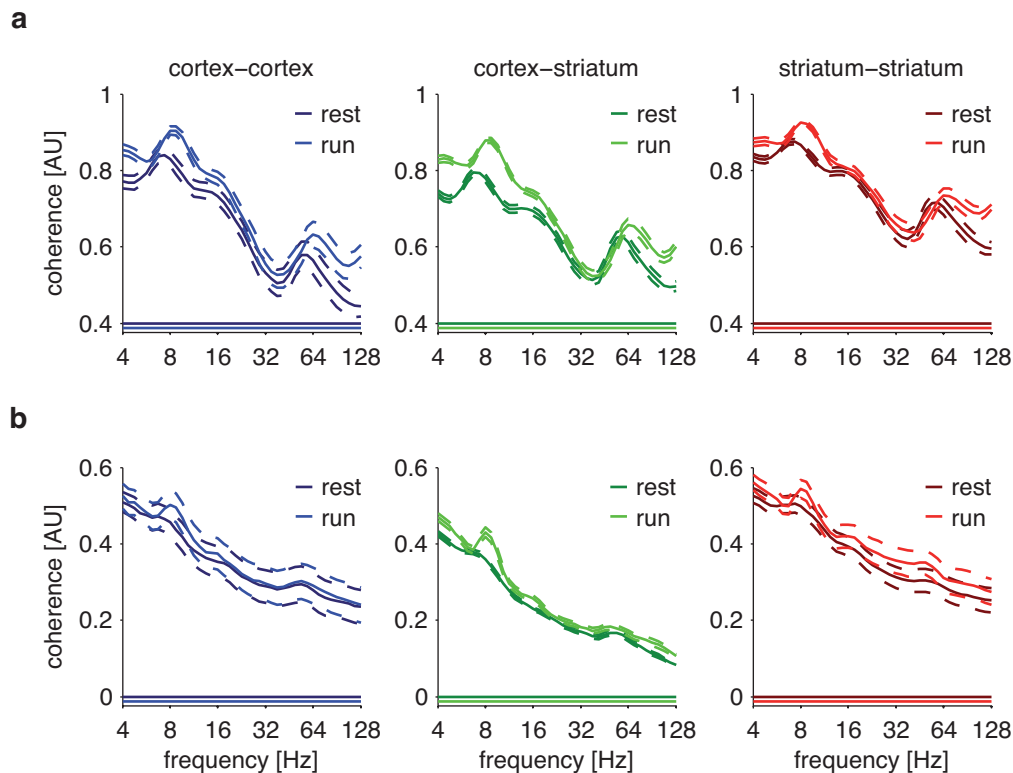 a
cortex−cortex
cortex−striatum
striatum−striatum
coherence [AU]
1
0.8
0.6
0.4
4 8 16 32 64 128
rest
run
1
0.8
0.6
0.4
4 8 16 32 64 128
rest
run
1
0.8
0.6
0.4
4 8 16 32 64 128
rest
run
b
coherence [AU]
0.6
0.4
0.2
0
4 8 16 32 64 128
frequency [Hz]
rest
run
0.6
0.4
0.2
0
4 8 16 32 64 128
frequency [Hz]
rest
run
0.6
0.4
0.2
0
4 8 16 32 64 128
frequency [Hz]
rest
run